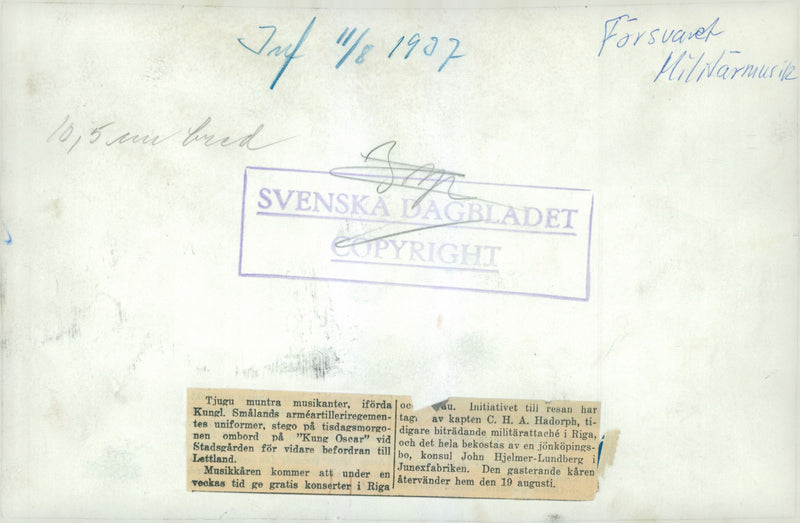 Inf 11/8 1937
Försvaret
Militärmusik
10,5 cm bred
SVENSKA DAGBLADET
COPYRIGHT
Tjugu muntra musikanter, iförda
Kungl. Smålands arméartilleriregemen-
tes uniformer, stego på tisdagsmorgo-
nen ombord på "Kung Oscar" vid
Stadsgården för vidare befordran till
Lettland.
Musikkåren kommer att under en
veckas tid ge gratis konserter i Riga
oc au. Initiativet till resan har
tagi av kapten C. H. A. Hadorph, ti-
digare biträdande militärattaché i Riga,
och det hela bekostas av en jönköpings-
bo, konsul John Hjelmer-Lundberg i
Junexfabriken. Den gasterande kåren
återvänder hem den 19 augusti.